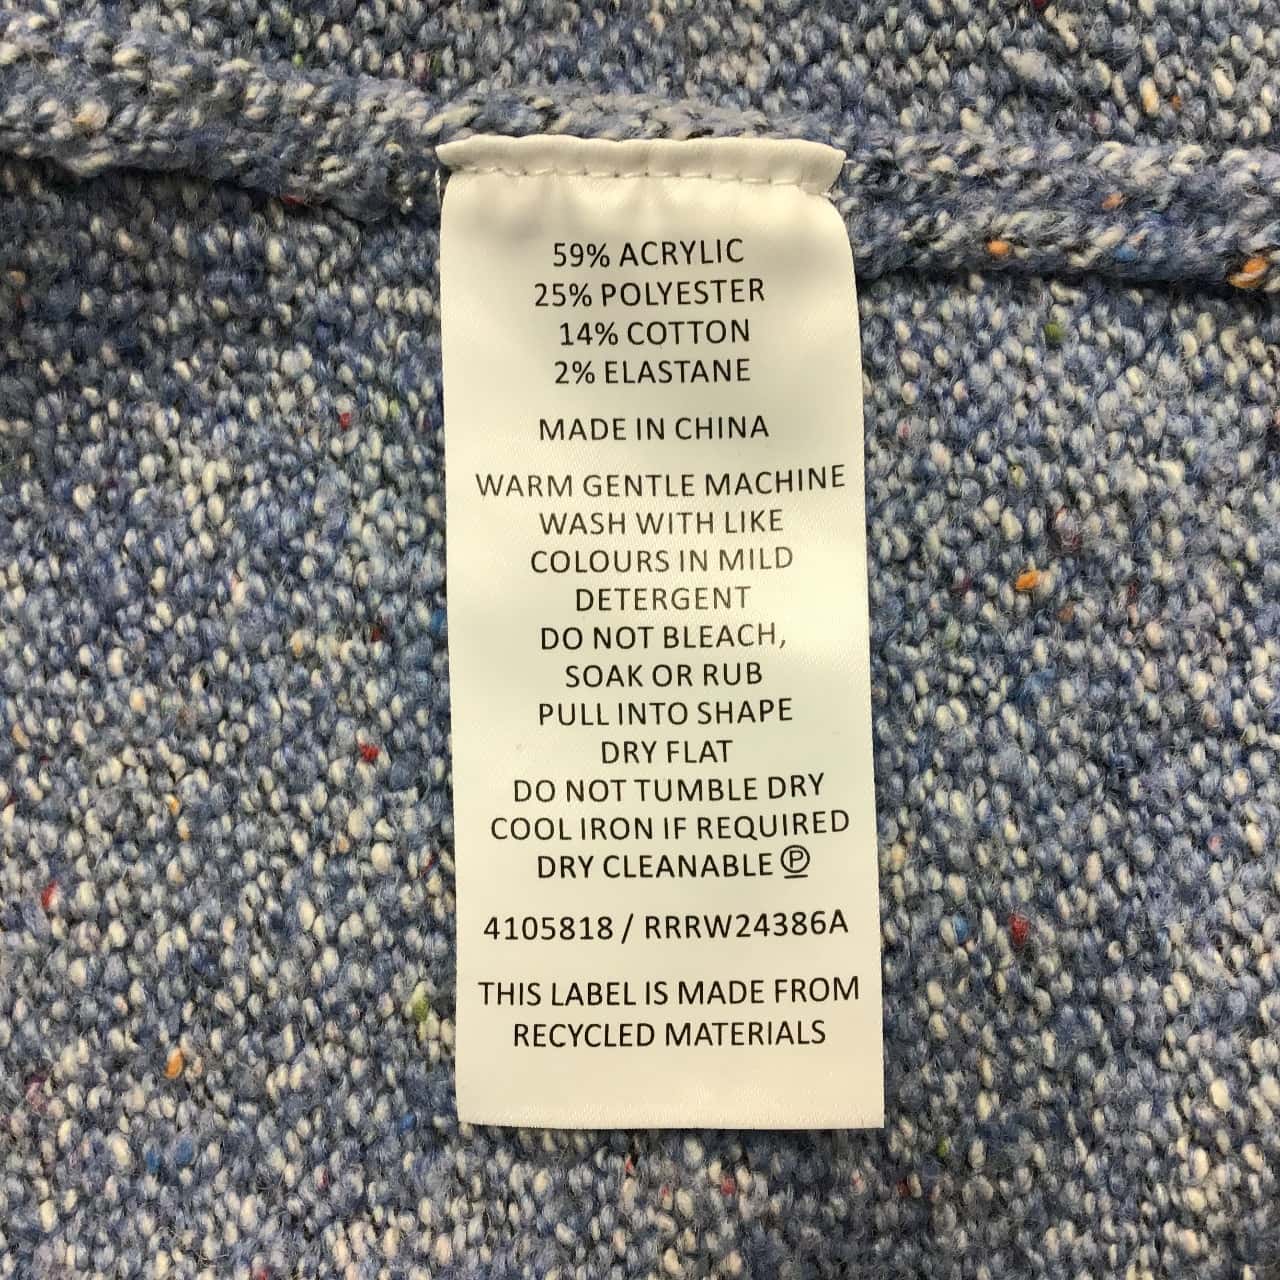 59% ACRYLIC
25% POLYESTER
14% COTTON
2% ELASTANE
MADE IN CHINA
WARM GENTLE MACHINE
WASH WITH LIKE
COLOURS IN MILD
DETERGENT
DO NOT BLEACH,
SOAK OR RUB
PULL INTO SHAPE
DRY FLAT
DO NOT TUMBLE DRY
COOL IRON IF REQUIRED
DRY CLEANABLE Ⓟ
4105818 / RRRW24386A
THIS LABEL IS MADE FROM
RECYCLED MATERIALS